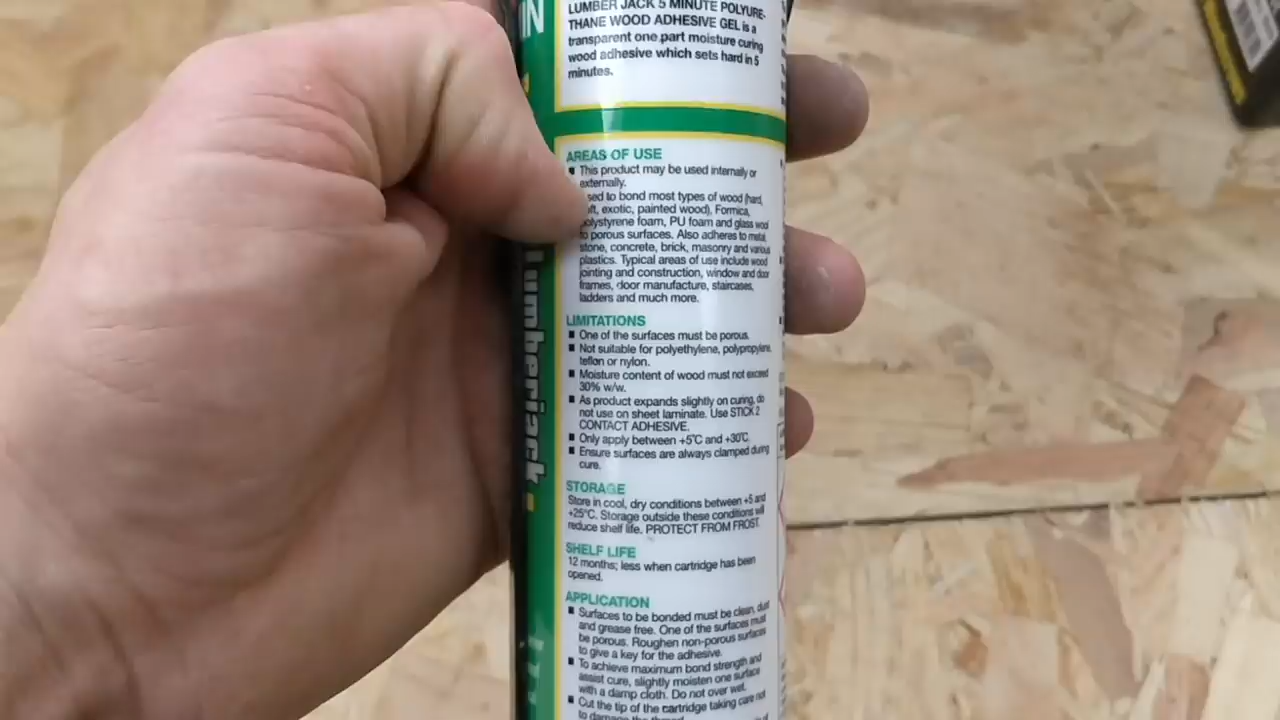 IN
LUMBER JACK 5 MINUTE POLYURE-
THANE WOOD ADHESIVE GEL is a
transparent one part moisture curing
wood adhesive which sets hard in 5
minutes.
AREAS OF USE
■ This product may be used internally or
externally.
sed to bond most types of wood (hard,
ft, exotic, painted wood), Formica,
polystyrene foam, PU foam and glass wool
to porous surfaces. Also adheres to metal,
stone, concrete, brick, masonry and various
plastics. Typical areas of use include wood
jointing and construction, window and door
frames, door manufacture, staircases,
ladders and much more.
LIMITATIONS
■ One of the surfaces must be porous.
■ Not suitable for polyethylene, polypropylene,
teflon or nylon.
■ Moisture content of wood must not exceed
30% w/w.
■ As product expands slightly on curing, do
not use on sheet laminate. Use STICK 2
CONTACT ADHESIVE.
■ Only apply between +5°C and +30°C.
■ Ensure surfaces are always clamped during
cure.
STORAGE
Store in cool, dry conditions between +5 and
+25°C. Storage outside these conditions will
reduce shelf life. PROTECT FROM FROST.
SHELF LIFE
12 months; less when cartridge has been
opened.
APPLICATION
■ Surfaces to be bonded must be clean, dust
and grease free. One of the surfaces must
be porous. Roughen non-porous surfaces
to give a key for the adhesive.
■ To achieve maximum bond strength and
assist cure, slightly moisten one surface
with a damp cloth. Do not over wet.
■ Cut the tip of the cartridge taking care not
to damage the thread.
lumberjack